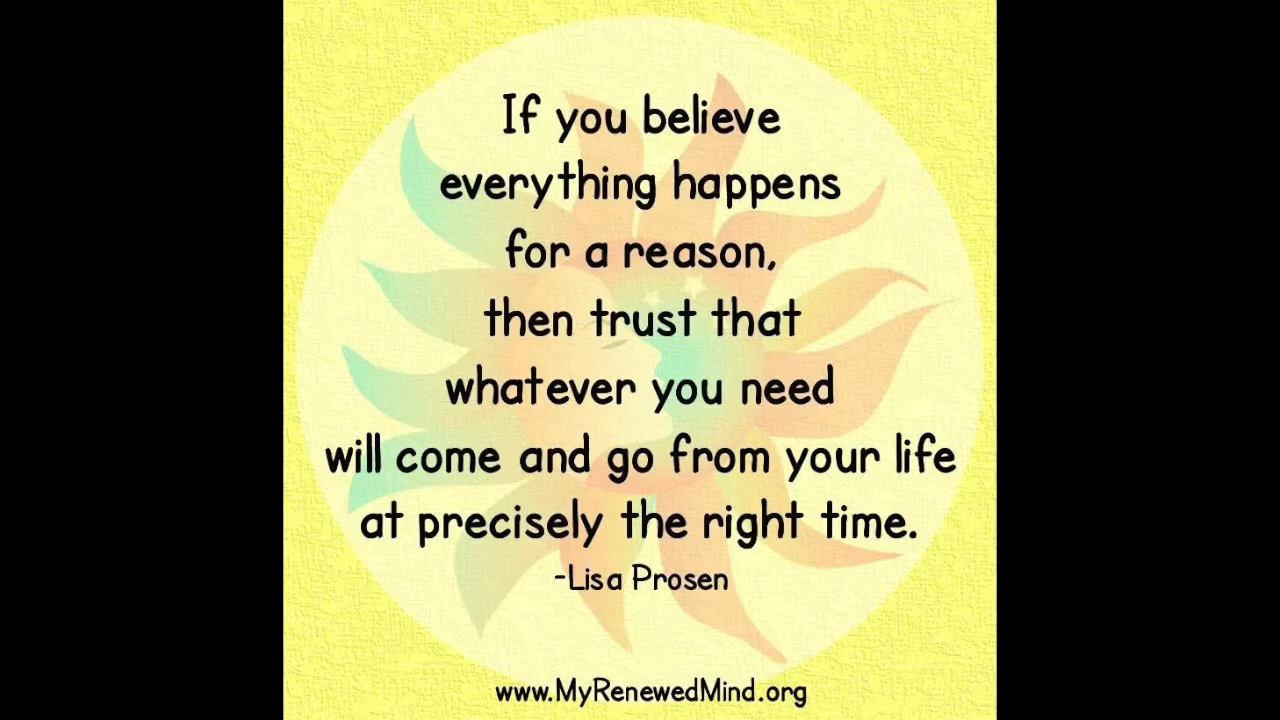 If you believe
everything happens
for a reason,
then trust that
whatever you need
will come and go from your life
at precisely the right time.
-Lisa Prosen
www.MyRenewedMind.org